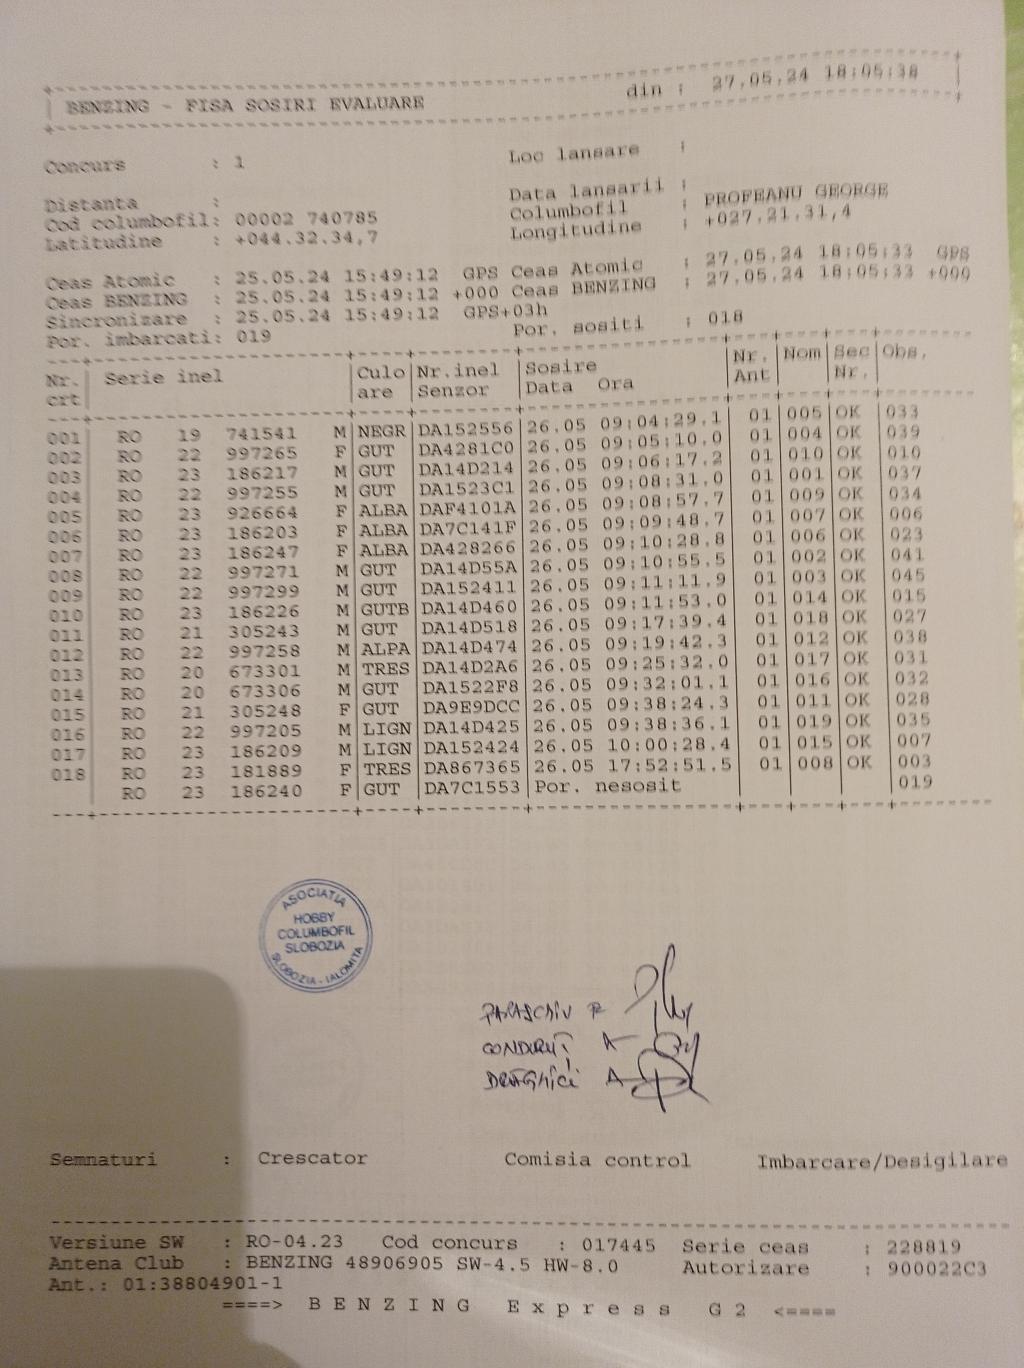 BENZING - FISA SOSIRI EVALUARE din : 27.05.24 18:05:38
Concurs : 1 Loc lansare :
Distanta : Data lansarii :
Cod columbofil: 00002 740785 Columbofil : PROFEANU GEORGE
Latitudine : +044.32.34,7 Longitudine : +027.21.31,4
Ceas Atomic : 25.05.24 15:49:12 GPS Ceas Atomic : 27.05.24 18:05:33 GPS
Ceas BENZING : 25.05.24 15:49:12 +000 Ceas BENZING : 27.05.24 18:05:33 +000
Sincronizare : 25.05.24 15:49:12 GPS+03h
Por. imbarcati: 019 Por. sositi : 018
Nr. Serie inel Culo Nr.inel Sosire Nr. Nom Sec Obs.
crt are Senzor Data Ora Ant Nr.
001 RO 19 741541 M NEGR DA152556 26.05 09:04:29,1 01 005 OK 033
002 RO 22 997265 F GUT DA4281C0 26.05 09:05:10,0 01 004 OK 039
003 RO 23 186217 M GUT DA14D214 26.05 09:06:17,2 01 010 OK 010
004 RO 22 997255 M GUT DA1523C1 26.05 09:08:31,0 01 001 OK 037
005 RO 23 926664 F ALBA DAF4101A 26.05 09:08:57,7 01 009 OK 034
006 RO 23 186203 F ALBA DA7C141F 26.05 09:09:48,7 01 007 OK 006
007 RO 23 186247 F ALBA DA428266 26.05 09:10:28,8 01 006 OK 023
008 RO 22 997271 M GUT DA14D55A 26.05 09:10:55,5 01 002 OK 041
009 RO 22 997299 M GUT DA152411 26.05 09:11:11,9 01 003 OK 045
010 RO 23 186226 M GUTB DA14D460 26.05 09:11:53,0 01 014 OK 015
011 RO 21 305243 M GUT DA14D518 26.05 09:17:39,4 01 018 OK 027
012 RO 22 997258 M ALPA DA14D474 26.05 09:19:42,3 01 012 OK 038
013 RO 20 673301 M TRES DA14D2A6 26.05 09:25:32,0 01 017 OK 031
014 RO 20 673306 M GUT DA1522F8 26.05 09:32:01,1 01 016 OK 032
015 RO 21 305248 F GUT DA9E9DCC 26.05 09:38:24,3 01 011 OK 028
016 RO 22 997205 M LIGN DA14D425 26.05 09:38:36,1 01 019 OK 035
017 RO 23 186209 M LIGN DA152424 26.05 10:00:28,4 01 015 OK 007
018 RO 23 181889 F TRES DA867365 26.05 17:52:51,5 01 008 OK 003
RO 23 186240 F GUT DA7C1553 Por. nesosit 019
ASOCIATIA
HOBBY
COLUMBOFIL
SLOBOZIA
SLOBOZIA - IALOMITA
PARASCHIV F
CONDURUȚ A
DRĂGHICI A
Semnaturi : Crescator Comisia control Imbarcare/Desigilare
Versiune SW : RO-04.23 Cod concurs : 017445 Serie ceas : 228819
Antena Club : BENZING 48906905 SW-4.5 HW-8.0 Autorizare : 900022C3
Ant.: 01:38804901-1
====> B E N Z I N G E x p r e s s G 2 <====